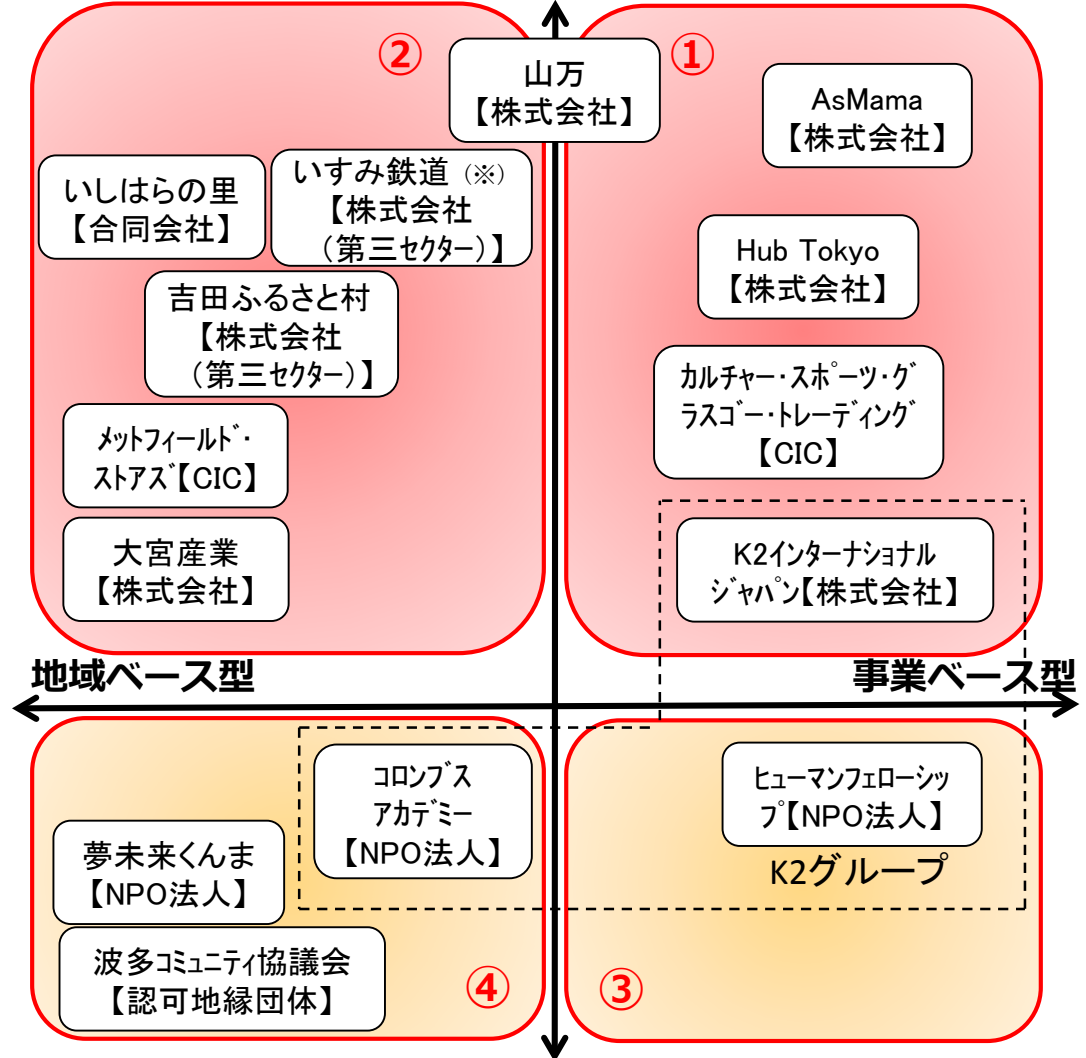 ②
①
山万
【株式会社】
AsMama
【株式会社】
いしはらの里
【合同会社】
いすみ鉄道（※）
【株式会社
（第三ｾｸﾀｰ）】
Hub Tokyo
【株式会社】
吉田ふるさと村
【株式会社
（第三ｾｸﾀｰ）】
ｶﾙﾁｬｰ･ｽﾎﾟｰﾂ･ｸﾞ
ﾗｽｺﾞｰ･ﾄﾚｰﾃﾞｨﾝｸﾞ
【CIC】
ﾒｯﾄﾌｨｰﾙﾄﾞ･
ｽﾄｱｽﾞ【CIC】
大宮産業
【株式会社】
K2ｲﾝﾀｰﾅｼｮﾅﾙ
ｼﾞｬﾊﾟﾝ【株式会社】
地域ベース型
事業ベース型
ｺﾛﾝﾌﾞｽ
ｱｶﾃﾞﾐｰ
【NPO法人】
ﾋｭｰﾏﾝﾌｪﾛｰｼｯ
ﾌﾟ【NPO法人】
K2グループ
夢未来くんま
【NPO法人】
波多ｺﾐｭﾆﾃｨ協議会
【認可地縁団体】
④
③